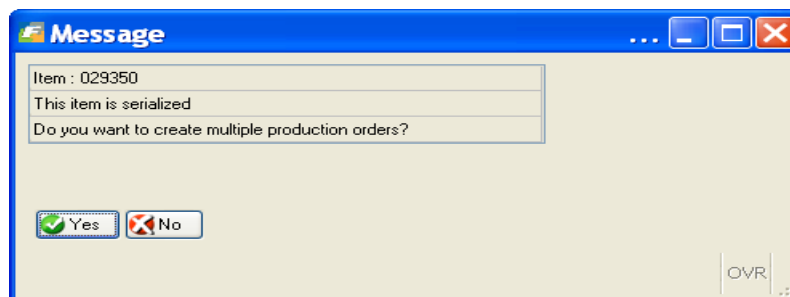 Message
...
Item : 029350
This item is serialized
Do you want to create multiple production orders?
Yes No
OVR